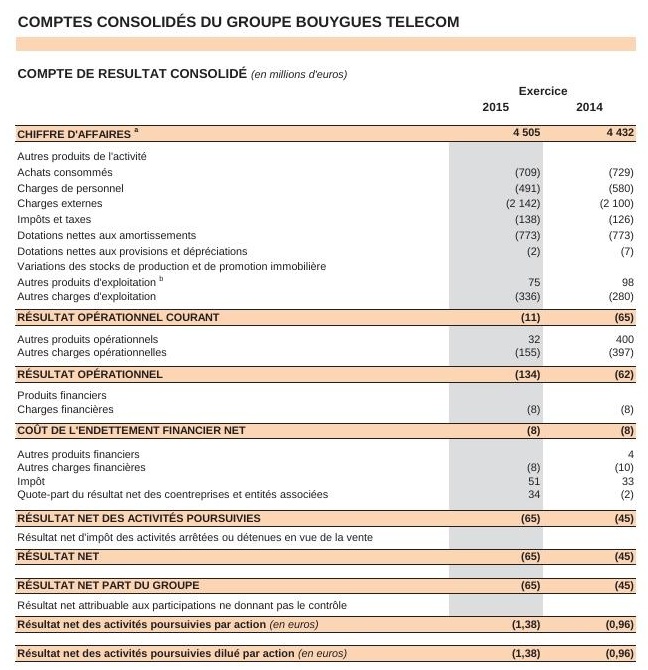 COMPTES CONSOLIDÉS DU GROUPE BOUYGUES TELECOM
COMPTE DE RESULTAT CONSOLIDÉ (en millions d'euros)
Exercice
2015 2014
CHIFFRE D'AFFAIRES a 4 505 4 432
Autres produits de l'activité
Achats consommés (709) (729)
Charges de personnel (491) (580)
Charges externes (2 142) (2 100)
Impôts et taxes (138) (126)
Dotations nettes aux amortissements (773) (773)
Dotations nettes aux provisions et dépréciations (2) (7)
Variations des stocks de production et de promotion immobilière
Autres produits d'exploitation b 75 98
Autres charges d'exploitation (336) (280)
RÉSULTAT OPÉRATIONNEL COURANT (11) (65)
Autres produits opérationnels 32 400
Autres charges opérationnelles (155) (397)
RÉSULTAT OPÉRATIONNEL (134) (62)
Produits financiers
Charges financières (8) (8)
COÛT DE L'ENDETTEMENT FINANCIER NET (8) (8)
Autres produits financiers 4
Autres charges financières (8) (10)
Impôt 51 33
Quote-part du résultat net des coentreprises et entités associées 34 (2)
RÉSULTAT NET DES ACTIVITÉS POURSUIVIES (65) (45)
Résultat net d'impôt des activités arrêtées ou détenues en vue de la vente
RÉSULTAT NET (65) (45)
RÉSULTAT NET PART DU GROUPE (65) (45)
Résultat net attribuable aux participations ne donnant pas le contrôle
Résultat net des activités poursuivies par action (en euros) (1,38) (0,96)
Résultat net des activités poursuivies dilué par action (en euros) (1,38) (0,96)